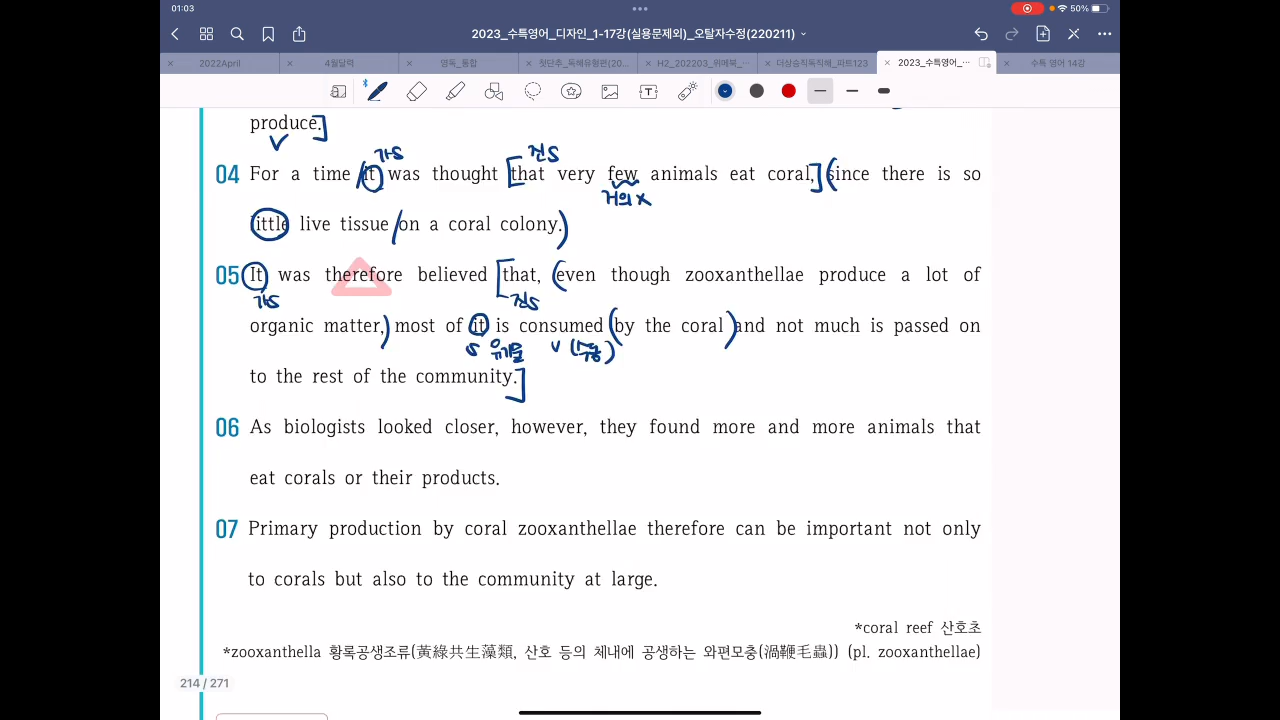 01:03
50%
2023_수특영어_디자인_1-17강(실용문제외)_오탈자수정(220211)
2022April
4월달력
영독_통합
첫단추_독해유형편(20...
H2_202203_위메북_...
더상승직독직해_파트123
2023_수특영어_...
수특 영어 14강
produce.]
V
가S 진S
04 For a time it was thought that very few animals eat coral, since there is so
거의 X
little live tissue on a coral colony.
05 It was therefore believed that, even though zooxanthellae produce a lot of
가S 진S
organic matter, most of it is consumed by the coral and not much is passed on
S 유기물 V (수동)
to the rest of the community.
06 As biologists looked closer, however, they found more and more animals that
eat corals or their products.
07 Primary production by coral zooxanthellae therefore can be important not only
to corals but also to the community at large.
*coral reef 산호초
*zooxanthella 황록공생조류(黃綠共生藻類, 산호 등의 체내에 공생하는 와편모충(渦鞭毛蟲)) (pl. zooxanthellae)
214 / 271